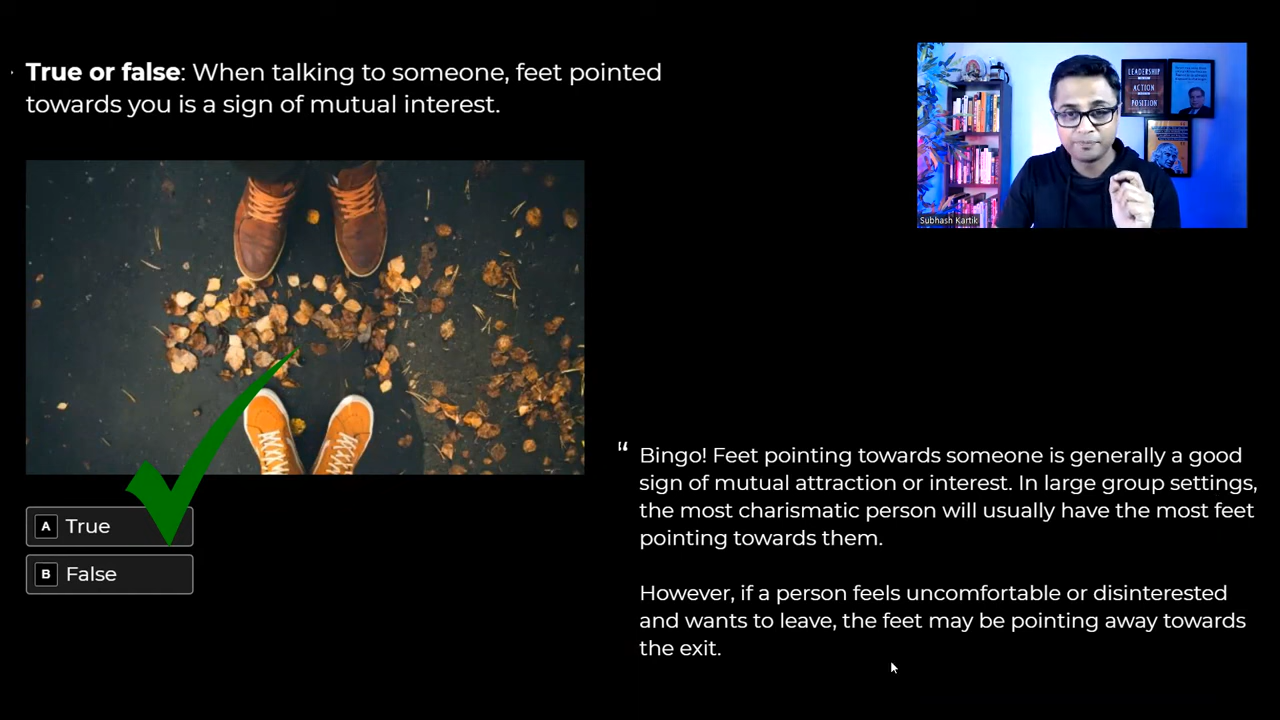 True or false: When talking to someone, feet pointed
towards you is a sign of mutual interest.
LEADERSHIP
ACTION
POSITION
Subhash Kartik
A True
B False
“ Bingo! Feet pointing towards someone is generally a good
sign of mutual attraction or interest. In large group settings,
the most charismatic person will usually have the most feet
pointing towards them.
However, if a person feels uncomfortable or disinterested
and wants to leave, the feet may be pointing away towards
the exit.